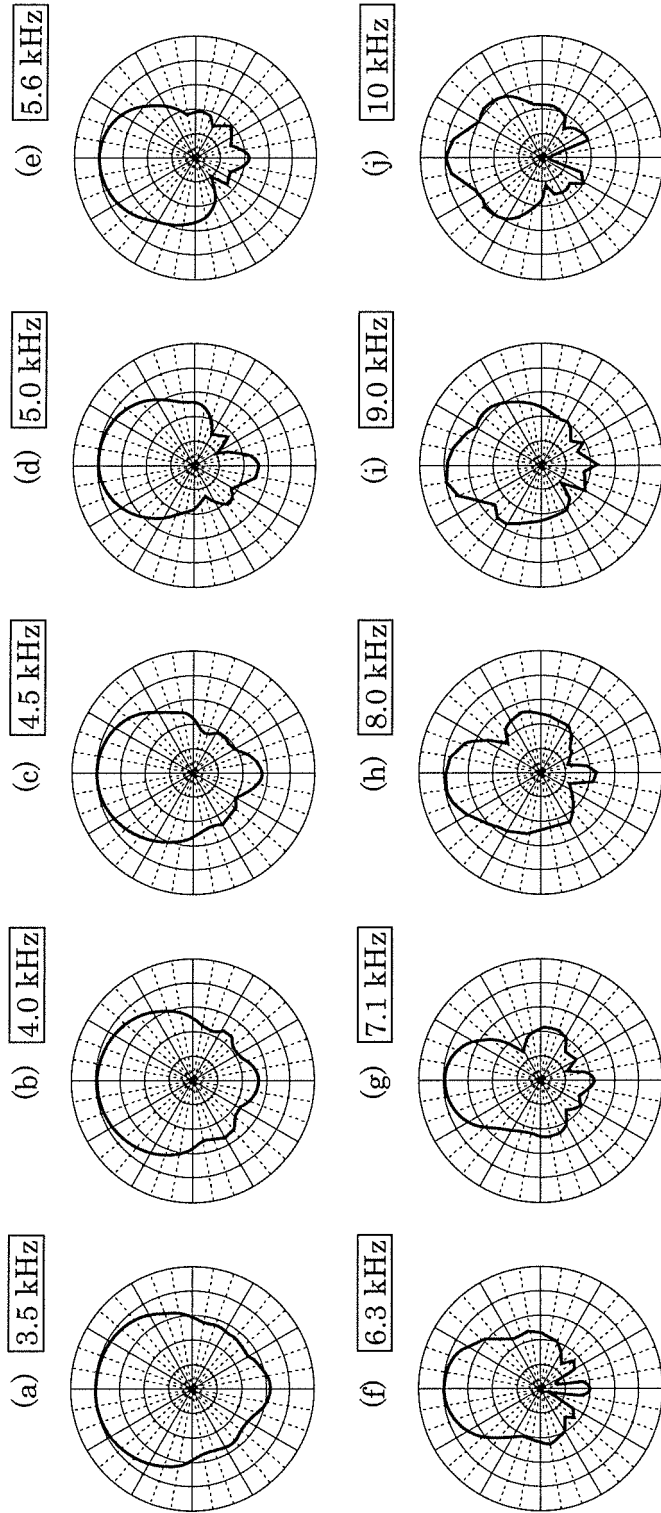 (a) 3.5 kHz
(b) 4.0 kHz
(c) 4.5 kHz
(d) 5.0 kHz
(e) 5.6 kHz
(f) 6.3 kHz
(g) 7.1 kHz
(h) 8.0 kHz
(i) 9.0 kHz
(j) 10 kHz